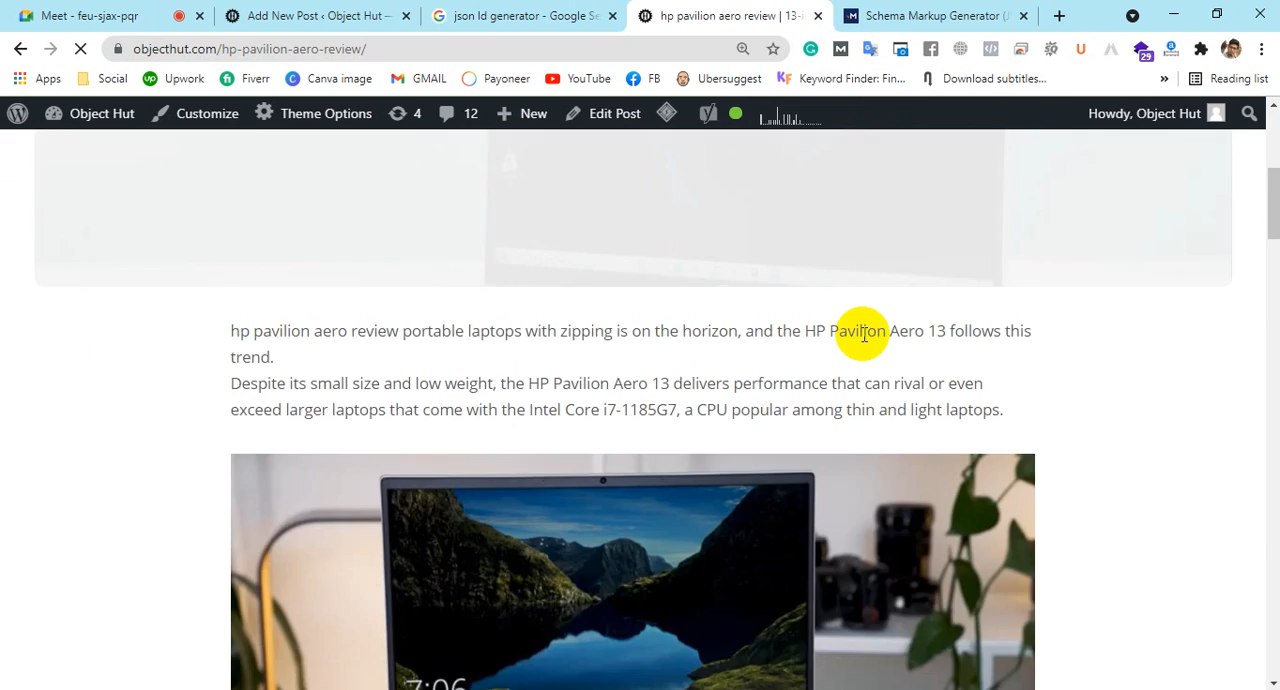 Meet - feu-sjax-pqr
Add New Post ‹ Object Hut —
json ld generator - Google Se
hp pavilion aero review | 13-i
Schema Markup Generator (J
objecthut.com/hp-pavilion-aero-review/
29
Apps
Social
Upwork
Fiverr
Canva image
GMAIL
Payoneer
YouTube
FB
Ubersuggest
Keyword Finder: Fin...
Download subtitles...
»
Reading list
Object Hut
Customize
Theme Options
4
12
New
Edit Post
Howdy, Object Hut
hp pavilion aero review portable laptops with zipping is on the horizon, and the HP Pavilion Aero 13 follows this
trend.
Despite its small size and low weight, the HP Pavilion Aero 13 delivers performance that can rival or even
exceed larger laptops that come with the Intel Core i7-1185G7, a CPU popular among thin and light laptops.
7:06